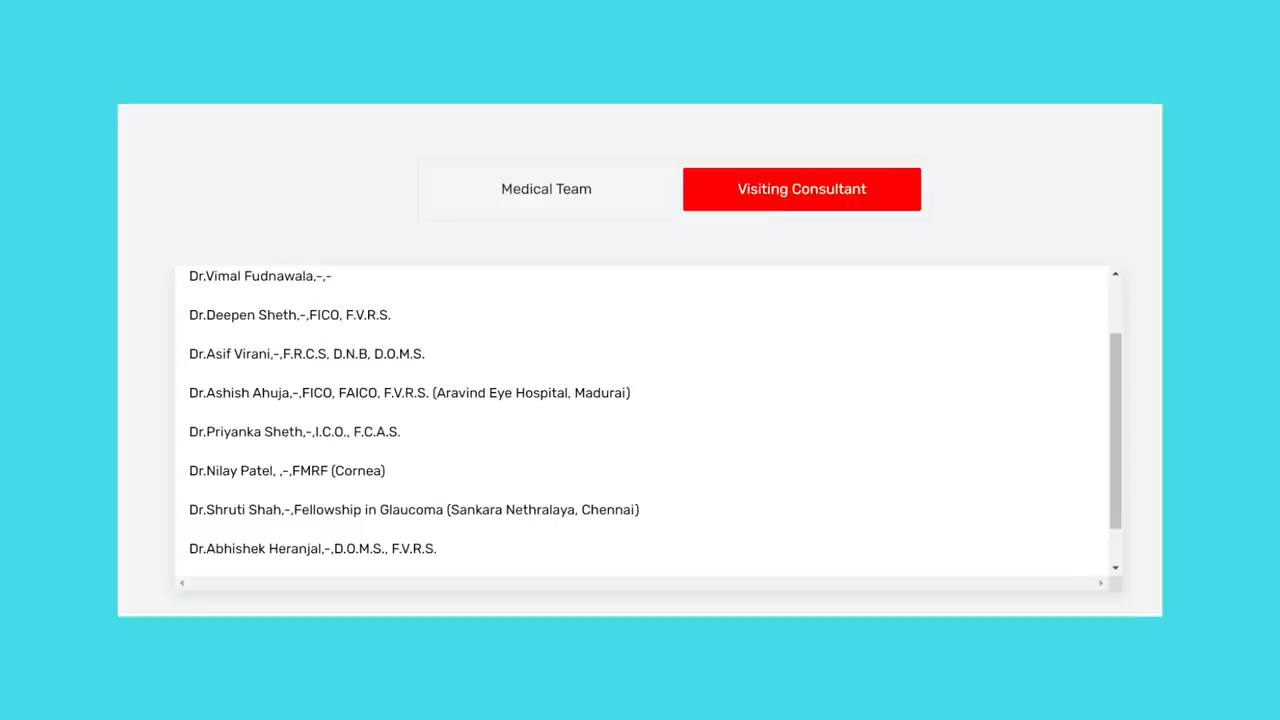 Medical Team
Visiting Consultant
Dr.Vimal Fudnawala,-,-
Dr.Deepen Sheth,-,FICO, F.V.R.S.
Dr.Asif Virani,-,F.R.C.S, D.N.B, D.O.M.S.
Dr.Ashish Ahuja,-,FICO, FAICO, F.V.R.S. (Aravind Eye Hospital, Madurai)
Dr.Priyanka Sheth,-,I.C.O., F.C.A.S.
Dr.Nilay Patel, ,-,FMRF (Cornea)
Dr.Shruti Shah,-,Fellowship in Glaucoma (Sankara Nethralaya, Chennai)
Dr.Abhishek Heranjal,-,D.O.M.S., F.V.R.S.